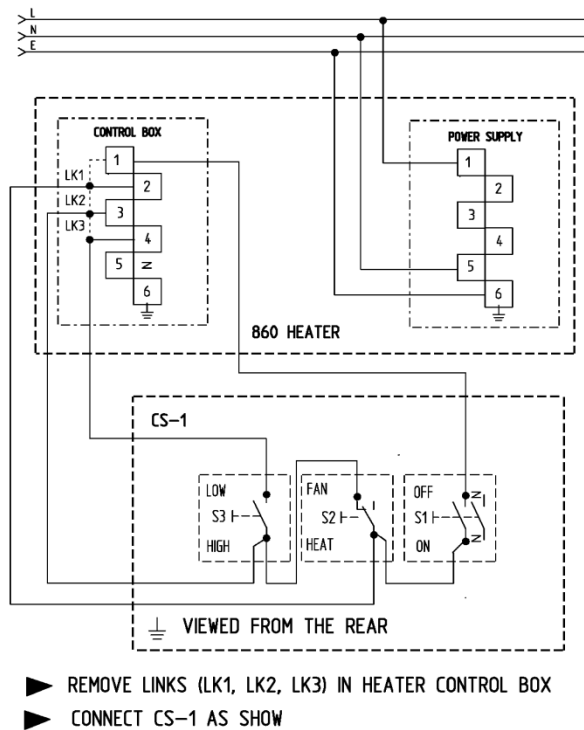 L
N
E
CONTROL BOX
POWER SUPPLY
1
LK1
2
LK2
3
LK3
4
5 N
6
1
2
3
4
5
6
860 HEATER
CS-1
LOW
S3
HIGH
FAN
S2
HEAT
OFF
N
S1
N
ON
VIEWED FROM THE REAR
REMOVE LINKS (LK1, LK2, LK3) IN HEATER CONTROL BOX
CONNECT CS-1 AS SHOW